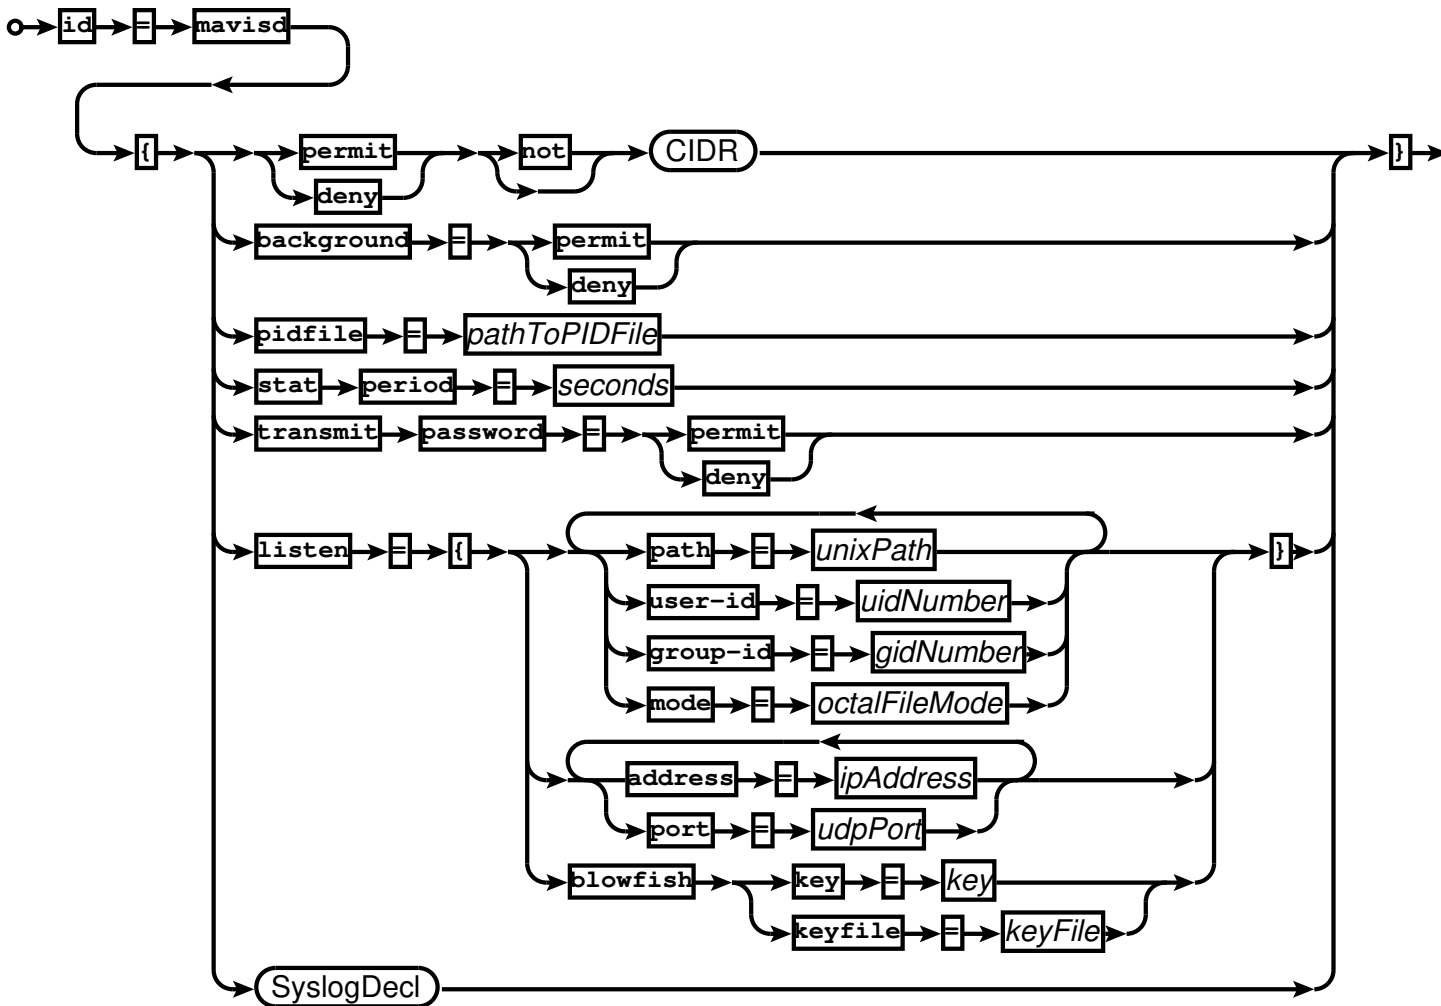 id = mavisd
{ permit not CIDR }
deny
background = permit
deny
pidfile = pathToPIDFile
stat period = seconds
transmit password = permit
deny
listen = { path = unixPath }
user-id = uidNumber
group-id = gidNumber
mode = octalFileMode
address = ipAddress
port = udpPort
blowfish key = key
keyfile = keyFile
SyslogDecl